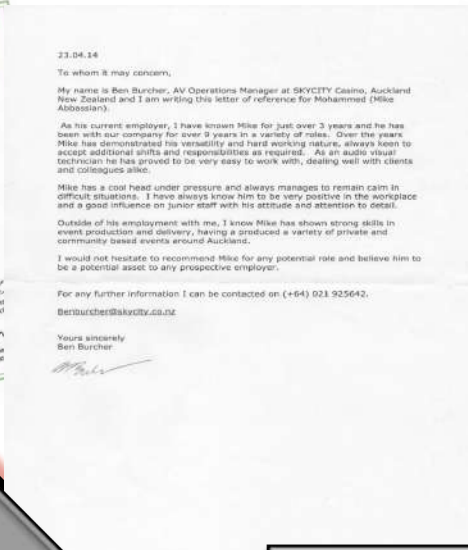 23.04.14
To whom it may concern,
My name is Ben Burcher, AV Operations Manager at SKYCITY Casino, Auckland
New Zealand and I am writing this letter of reference for Mohammed (Mike
Abbassian).
As his current employer, I have known Mike for just over 3 years and he has
been with our company for over 9 years in a variety of roles. Over the years
Mike has demonstrated his versatility and hard working nature, always keen to
accept additional shifts and responsibilities as required. As an audio visual
technician he has proved to be very easy to work with, dealing well with clients
and colleagues alike.
Mike has a cool head under pressure and always manages to remain calm in
difficult situations. I have always know him to be very positive in the workplace
and a good influence on junior staff with his attitude and attention to detail.
Outside of his employment with me, I know Mike has shown strong skills in
event production and delivery, having a produced a variety of private and
community based events around Auckland.
I would not hesitate to recommend Mike for any potential role and believe him to
be a potential asset to any prospective employer.
For any further information I can be contacted on (+64) 021 925642.
Benburcher@skycity.co.nz
Yours sincerely
Ben Burcher